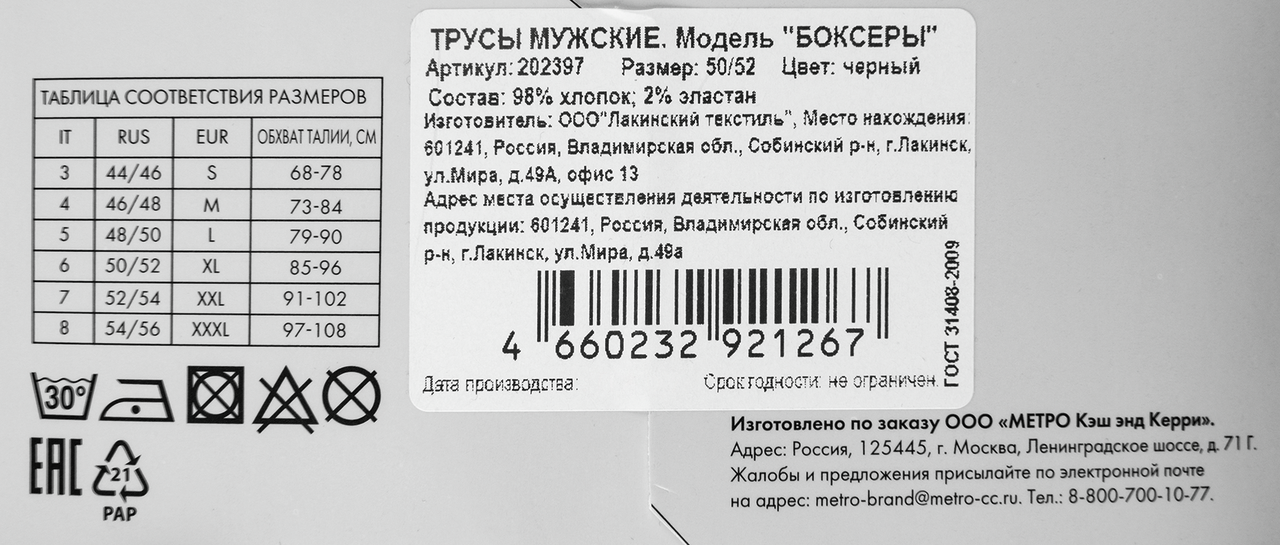 ТАБЛИЦА СООТВЕТСТВИЯ РАЗМЕРОВ
IT RUS EUR ОБХВАТ ТАЛИИ, СМ
3 44/46 S 68-78
4 46/48 M 73-84
5 48/50 L 79-90
6 50/52 XL 85-96
7 52/54 XXL 91-102
8 54/56 XXXL 97-108
30°
EAC
21
PAP
ТРУСЫ МУЖСКИЕ. Модель "БОКСЕРЫ"
Артикул: 202397 Размер: 50/52 Цвет: черный
Состав: 98% хлопок; 2% эластан
Изготовитель: ООО"Лакинский текстиль", Место нахождения:
601241, Россия, Владимирская обл., Собинский р-н, г.Лакинск,
ул.Мира, д.49А, офис 13
Адрес места осуществления деятельности по изготовлению
продукции: 601241, Россия, Владимирская обл., Собинский
р-н, г.Лакинск, ул.Мира, д.49а
4 660232 921267
Дата производства:
Срок годности: не ограничен.
ГОСТ 31408-2009
Изготовлено по заказу ООО «МЕТРО Кэш энд Керри».
Адрес: Россия, 125445, г. Москва, Ленинградское шоссе, д. 71 Г.
Жалобы и предложения присылайте по электронной почте
на адрес: metro-brand@metro-cc.ru. Тел.: 8-800-700-10-77.